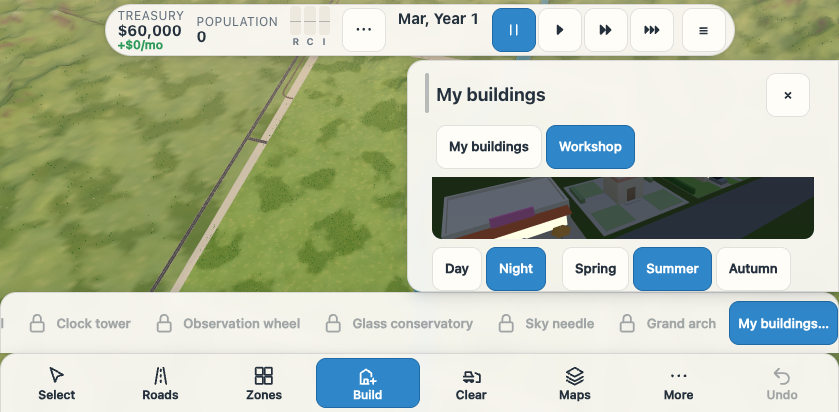 TREASURY
$60,000
+$0/mo
POPULATION
0
R C I
Mar, Year 1
My buildings
My buildings Workshop
Day Night Spring Summer Autumn
Clock tower Observation wheel Glass conservatory Sky needle Grand arch My buildings...
Select Roads Zones Build Clear Maps More Undo